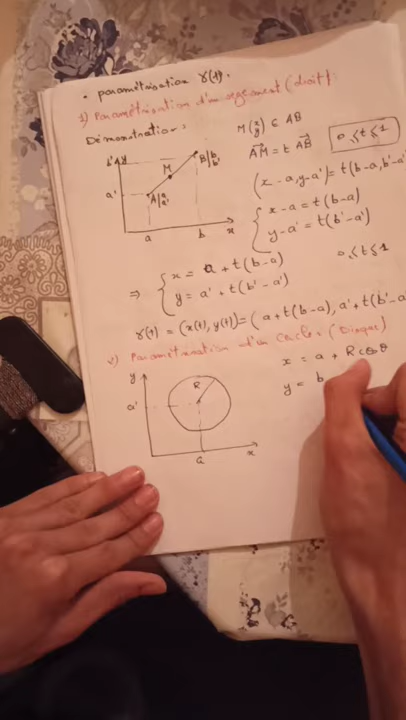 • paramétrisation γ(t).
1) Paramétrisation d'un segment (droit)
Démonstration:
M(x y) ∈ AB
0 ≤ t ≤ 1
AM = t AB
(x-a, y-a') = t(b-a, b'-a'
{ x-a = t(b-a)
y-a' = t(b'-a')
b' y
B|b b'
M
a'
A|a a'
a b x
⇒ { x = a + t(b-a)
y = a' + t(b'-a')
0 ≤ t ≤ 1
γ(t) = (x(t), y(t)) = (a+t(b-a), a'+t(b'-a
2) Paramétrisation d'un cercle: (Disque)
x = a + R cos θ
y = b
y
R
a'
a x